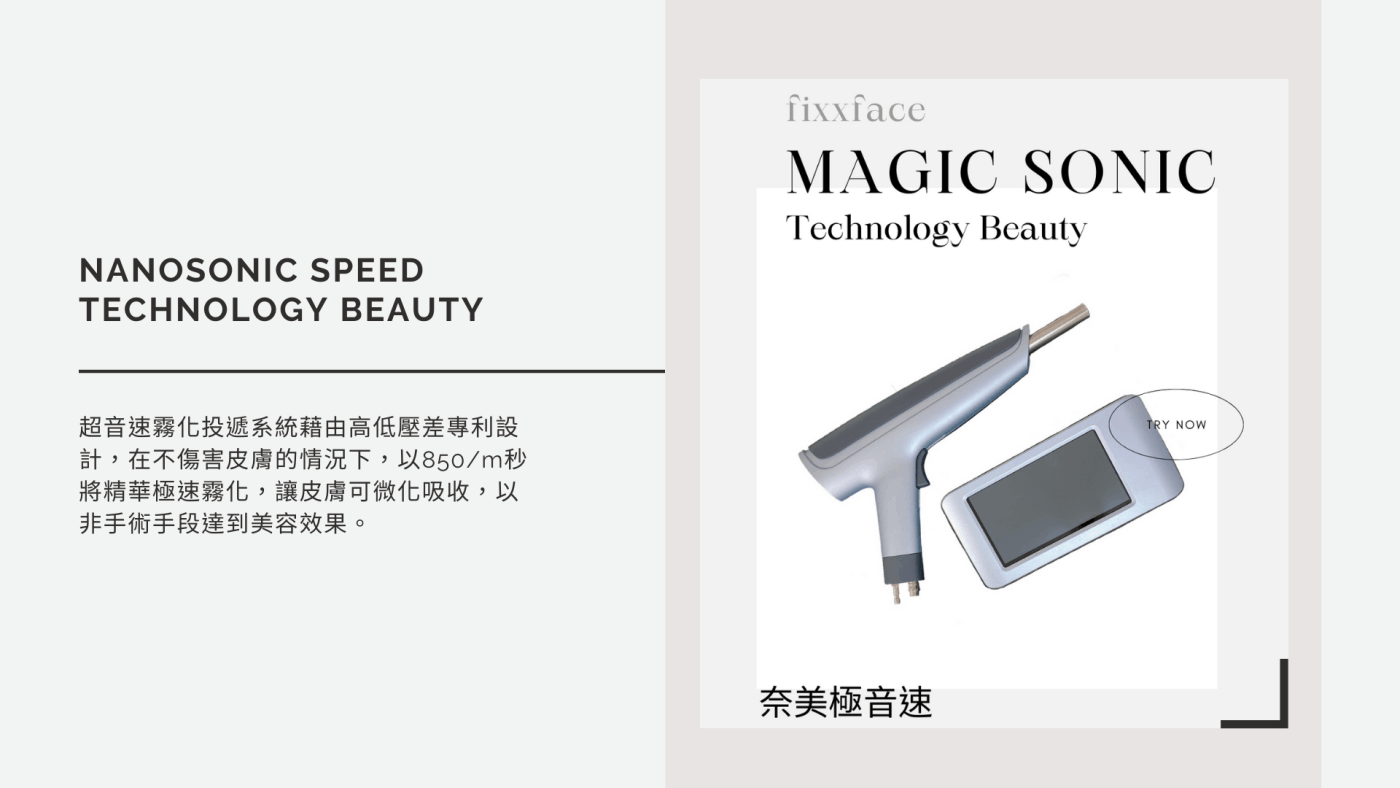 NANOSONIC SPEED
TECHNOLOGY BEAUTY
超音速霧化投遞系統藉由高低壓差專利設
計，在不傷害皮膚的情況下，以850/m秒
將精華極速霧化，讓皮膚可微化吸收，以
非手術手段達到美容效果。
fixxface
MAGIC SONIC
Technology Beauty
TRY NOW
奈美極音速